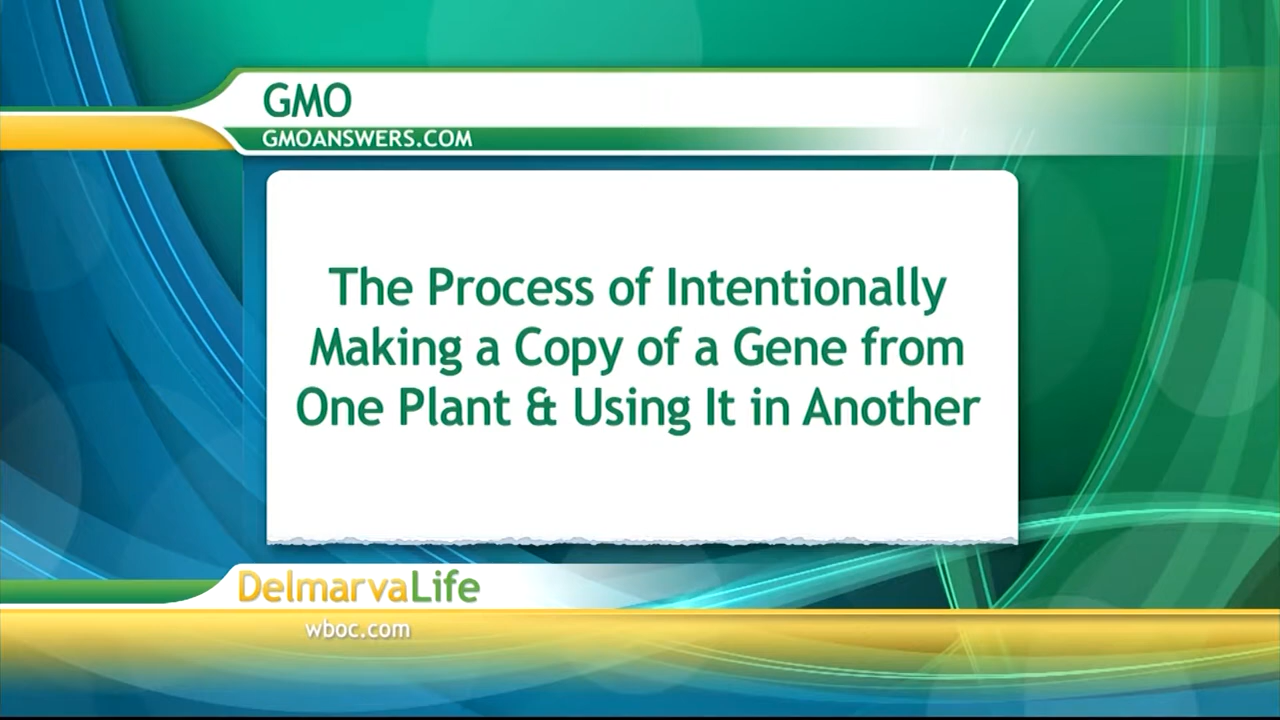 GMO
GMOANSWERS.COM
The Process of Intentionally
Making a Copy of a Gene from
One Plant & Using It in Another
DelmarvaLife
wboc.com